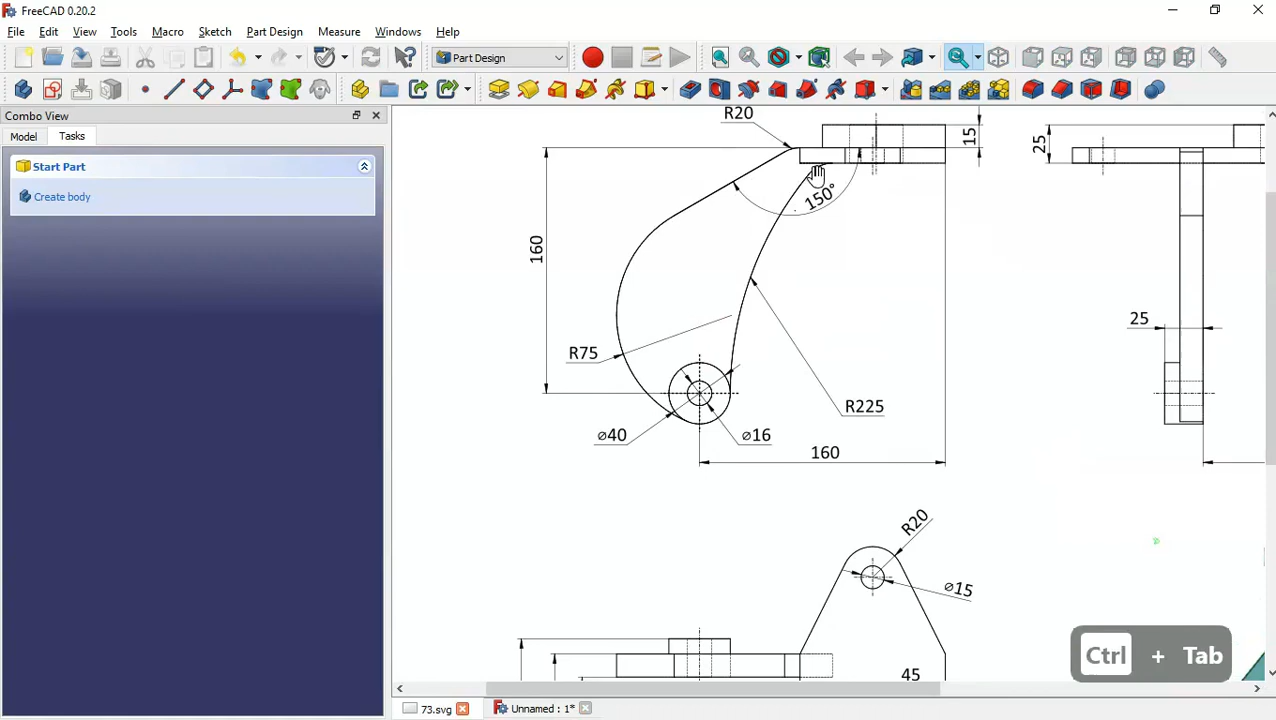 FreeCAD 0.20.2
File Edit View Tools Macro Sketch Part Design Measure Windows Help
Part Design
Combo View
Model Tasks
Start Part
Create body
R20
15
25
150°
160
R75
25
R225
⌀40
⌀16
160
R20
⌀15
45
Ctrl + Tab
73.svg
Unnamed : 1*